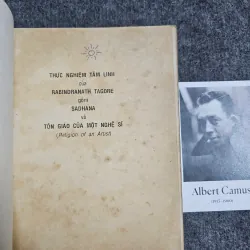 THỰC NGHIỆM TÂM LINH
của
RABINDRANATH TAGORE
gồm
SADHANA
và
TÔN GIÁO CỦA MỘT NGHỆ SĨ
(Religion of an Artist)
Albert Camus